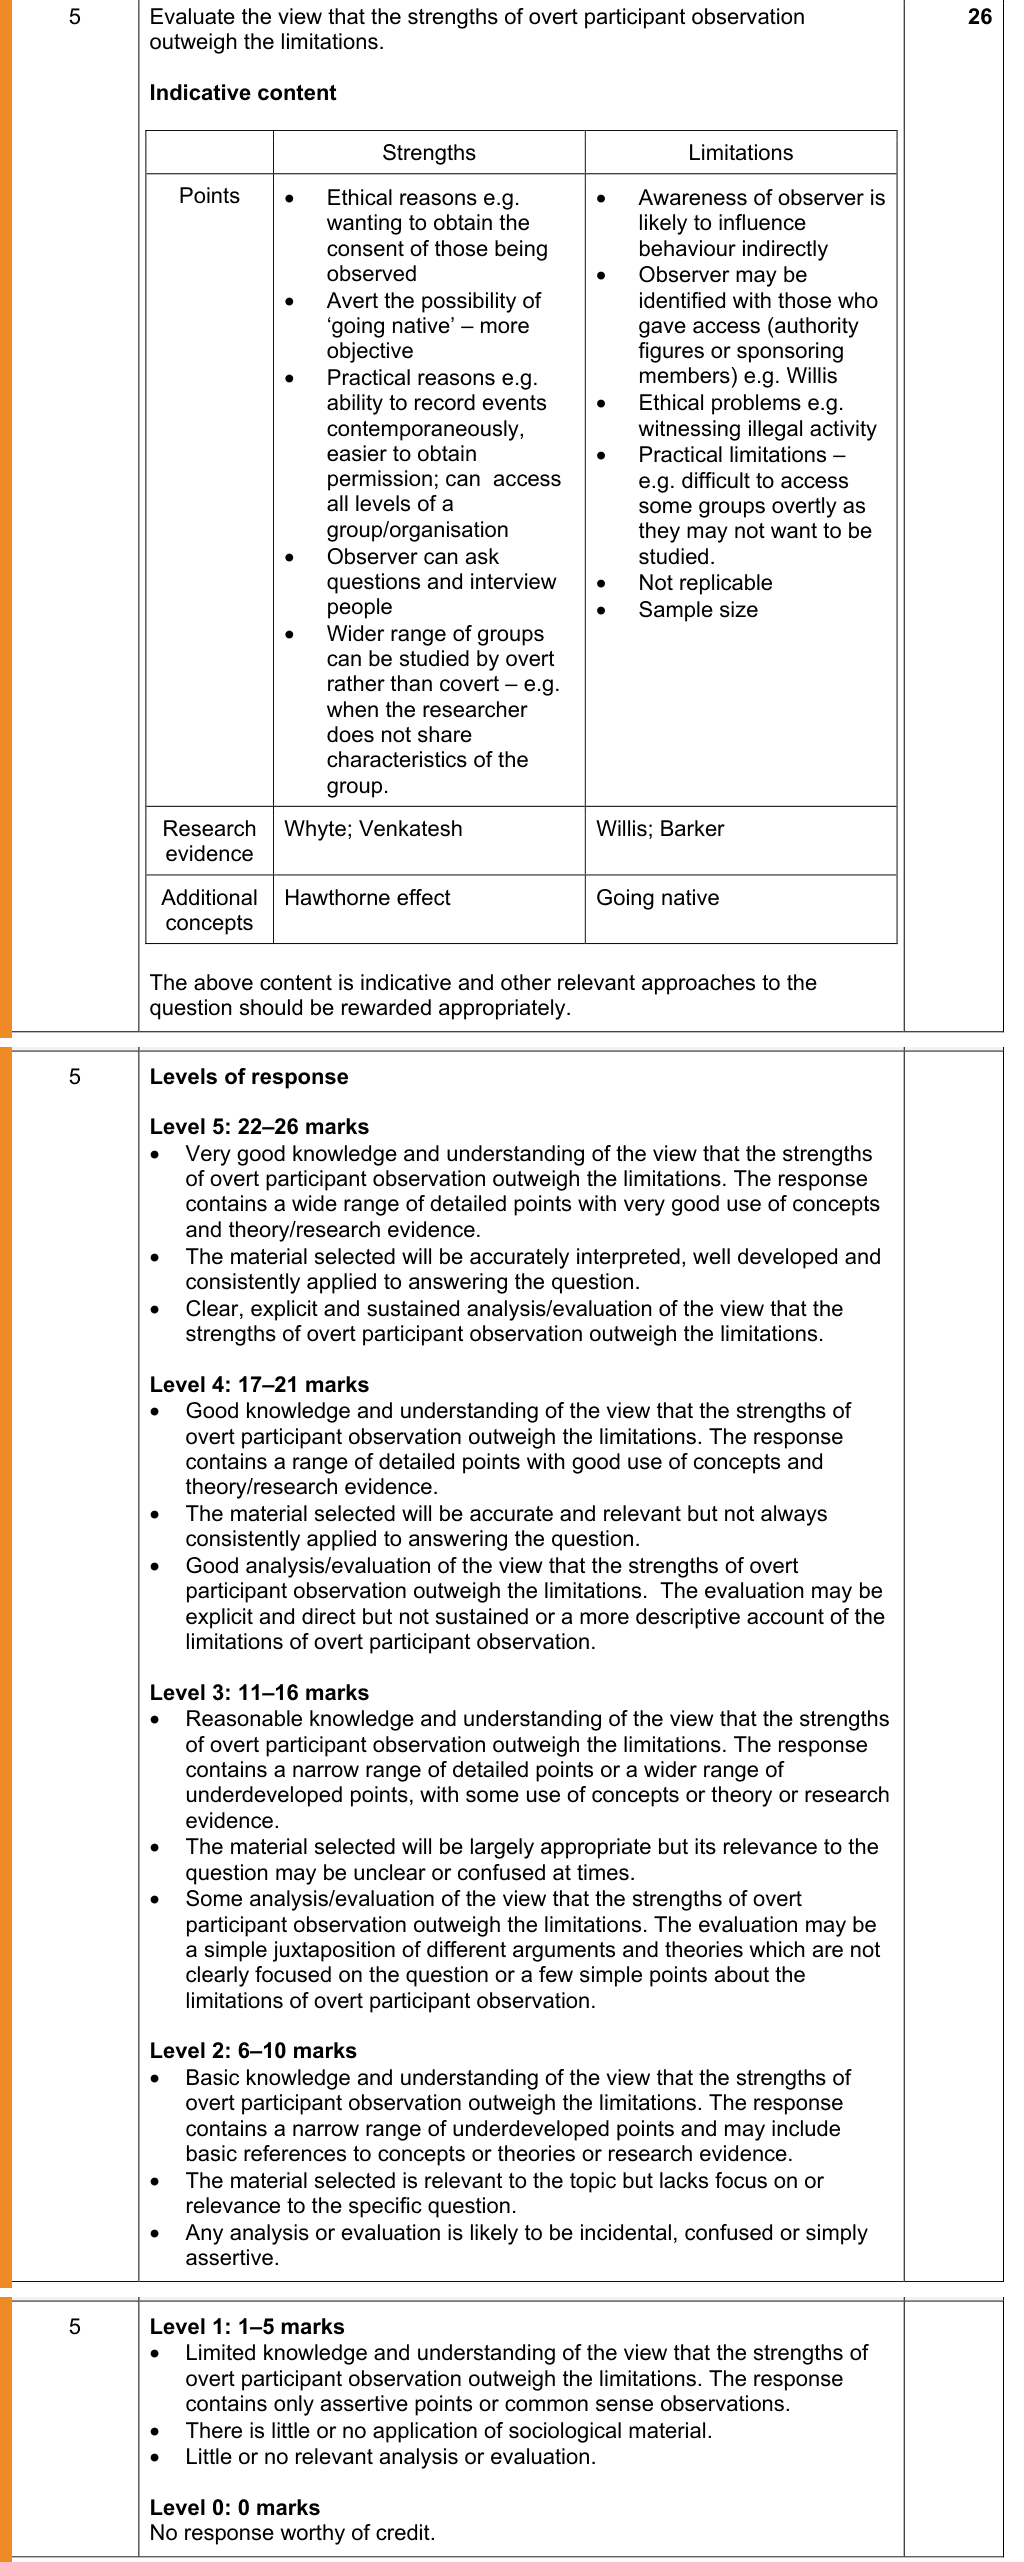 5
Evaluate the view that the strengths of overt participant observation
outweigh the limitations.
26
Indicative content
Strengths
Limitations
Points
• Ethical reasons e.g.
wanting to obtain the
consent of those being
observed
• Avert the possibility of
‘going native’ – more
objective
• Practical reasons e.g.
ability to record events
contemporaneously,
easier to obtain
permission; can access
all levels of a
group/organisation
• Observer can ask
questions and interview
people
• Wider range of groups
can be studied by overt
rather than covert – e.g.
when the researcher
does not share
characteristics of the
group.
• Awareness of observer is
likely to influence
behaviour indirectly
• Observer may be
identified with those who
gave access (authority
figures or sponsoring
members) e.g. Willis
• Ethical problems e.g.
witnessing illegal activity
• Practical limitations –
e.g. difficult to access
some groups overtly as
they may not want to be
studied.
• Not replicable
• Sample size
Research
evidence
Whyte; Venkatesh
Willis; Barker
Additional
concepts
Hawthorne effect
Going native
The above content is indicative and other relevant approaches to the
question should be rewarded appropriately.
5
Levels of response
Level 5: 22–26 marks
• Very good knowledge and understanding of the view that the strengths
of overt participant observation outweigh the limitations. The response
contains a wide range of detailed points with very good use of concepts
and theory/research evidence.
• The material selected will be accurately interpreted, well developed and
consistently applied to answering the question.
• Clear, explicit and sustained analysis/evaluation of the view that the
strengths of overt participant observation outweigh the limitations.
Level 4: 17–21 marks
• Good knowledge and understanding of the view that the strengths of
overt participant observation outweigh the limitations. The response
contains a range of detailed points with good use of concepts and
theory/research evidence.
• The material selected will be accurate and relevant but not always
consistently applied to answering the question.
• Good analysis/evaluation of the view that the strengths of overt
participant observation outweigh the limitations. The evaluation may be
explicit and direct but not sustained or a more descriptive account of the
limitations of overt participant observation.
Level 3: 11–16 marks
• Reasonable knowledge and understanding of the view that the strengths
of overt participant observation outweigh the limitations. The response
contains a narrow range of detailed points or a wider range of
underdeveloped points, with some use of concepts or theory or research
evidence.
• The material selected will be largely appropriate but its relevance to the
question may be unclear or confused at times.
• Some analysis/evaluation of the view that the strengths of overt
participant observation outweigh the limitations. The evaluation may be
a simple juxtaposition of different arguments and theories which are not
clearly focused on the question or a few simple points about the
limitations of overt participant observation.
Level 2: 6–10 marks
• Basic knowledge and understanding of the view that the strengths of
overt participant observation outweigh the limitations. The response
contains a narrow range of underdeveloped points and may include
basic references to concepts or theories or research evidence.
• The material selected is relevant to the topic but lacks focus on or
relevance to the specific question.
• Any analysis or evaluation is likely to be incidental, confused or simply
assertive.
5
Level 1: 1–5 marks
• Limited knowledge and understanding of the view that the strengths of
overt participant observation outweigh the limitations. The response
contains only assertive points or common sense observations.
• There is little or no application of sociological material.
• Little or no relevant analysis or evaluation.
Level 0: 0 marks
No response worthy of credit.